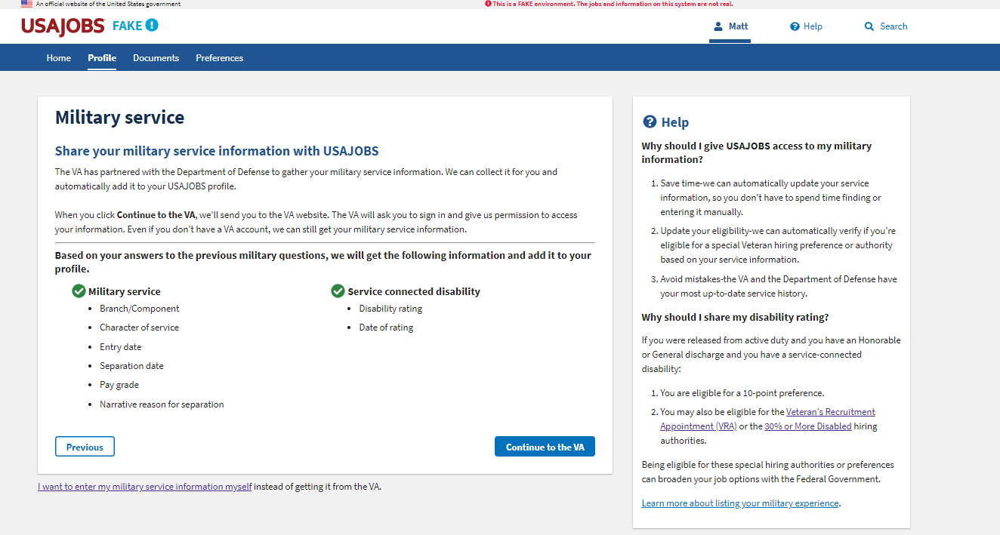 An official website of the United States government
This is a FAKE environment. The jobs and information on this system are not real.
USAJOBS FAKE
Matt
Help
Search
Home
Profile
Documents
Preferences
Military service
Share your military service information with USAJOBS
The VA has partnered with the Department of Defense to gather your military service information. We can collect it for you and
automatically add it to your USAJOBS profile.
When you click Continue to the VA, we'll send you to the VA website. The VA will ask you to sign in and give us permission to access
your information. Even if you don't have a VA account, we can still get your military service information.
Based on your answers to the previous military questions, we will get the following information and add it to your
profile.
Military service
• Branch/Component
• Character of service
• Entry date
• Separation date
• Pay grade
• Narrative reason for separation
Service connected disability
• Disability rating
• Date of rating
Previous
Continue to the VA
I want to enter my military service information myself instead of getting it from the VA.
Help
Why should I give USAJOBS access to my military
information?
1. Save time-we can automatically update your service
information, so you don't have to spend time finding or
entering it manually.
2. Update your eligibility-we can automatically verify if you're
eligible for a special Veteran hiring preference or authority
based on your service information.
3. Avoid mistakes-the VA and the Department of Defense have
your most up-to-date service history.
Why should I share my disability rating?
If you were released from active duty and you have an Honorable
or General discharge and you have a service-connected
disability:
1. You are eligible for a 10-point preference.
2. You may also be eligible for the Veteran's Recruitment
Appointment (VRA) or the 30% or More Disabled hiring
authorities.
Being eligible for these special hiring authorities or preferences
can broaden your job options with the Federal Government.
Learn more about listing your military experience.